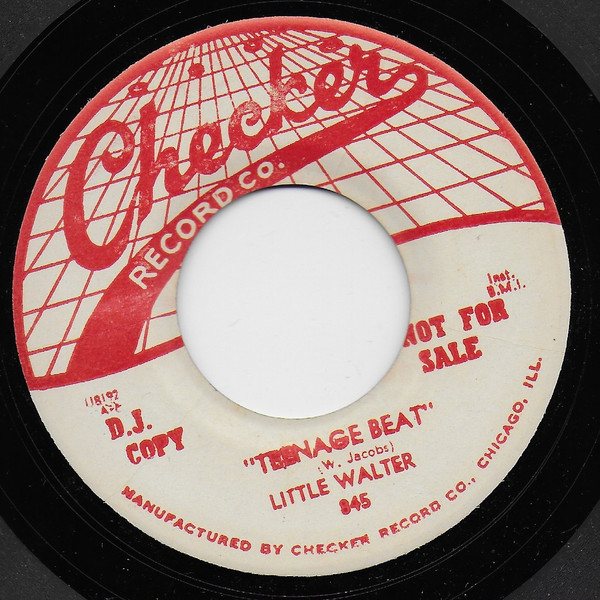 Checker
RECORD CO.
Inst.
B.M.I.
NOT FOR
SALE
U8192
D.J.
COPY
"TEENAGE BEAT"
(W. Jacobs)
LITTLE WALTER
845
MANUFACTURED BY CHECKER RECORD CO., CHICAGO, ILL.